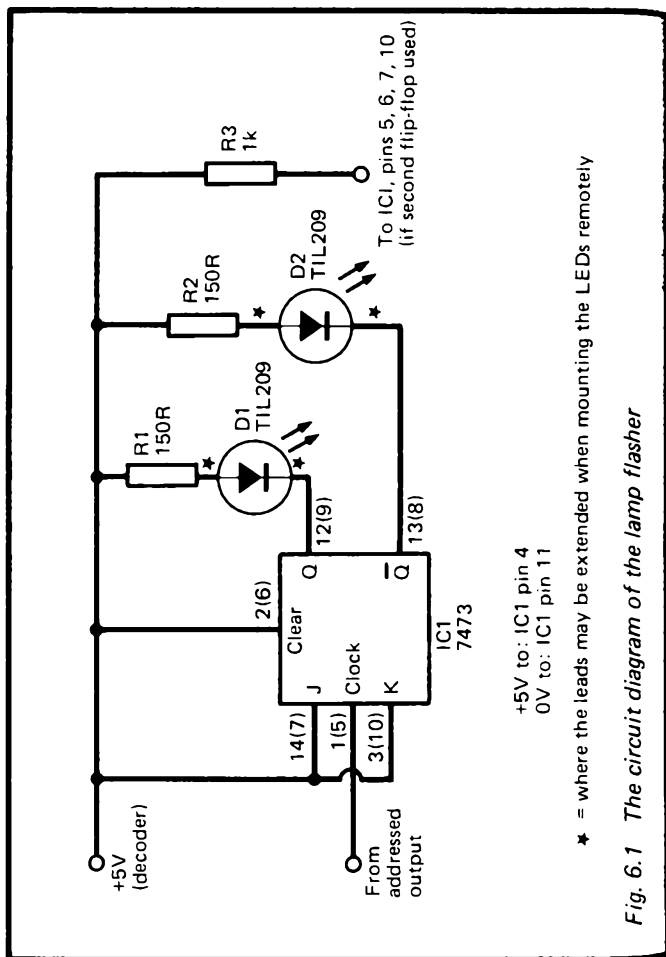 +5V
(decoder)
From
addressed
output
R1
150R
D1
TIL209
★
★
R2
150R
D2
TIL209
★
★
R3
1k
To ICI, pins 5, 6, 7, 10
(if second flip-flop used)
2(6)
Clear
14(7)
J
1(5)
Clock
3(10)
K
Q
12(9)
Q̅
13(8)
IC1
7473
+5V to: IC1 pin 4
0V to: IC1 pin 11
★ = where the leads may be extended when mounting the LEDs remotely
Fig. 6.1 The circuit diagram of the lamp flasher